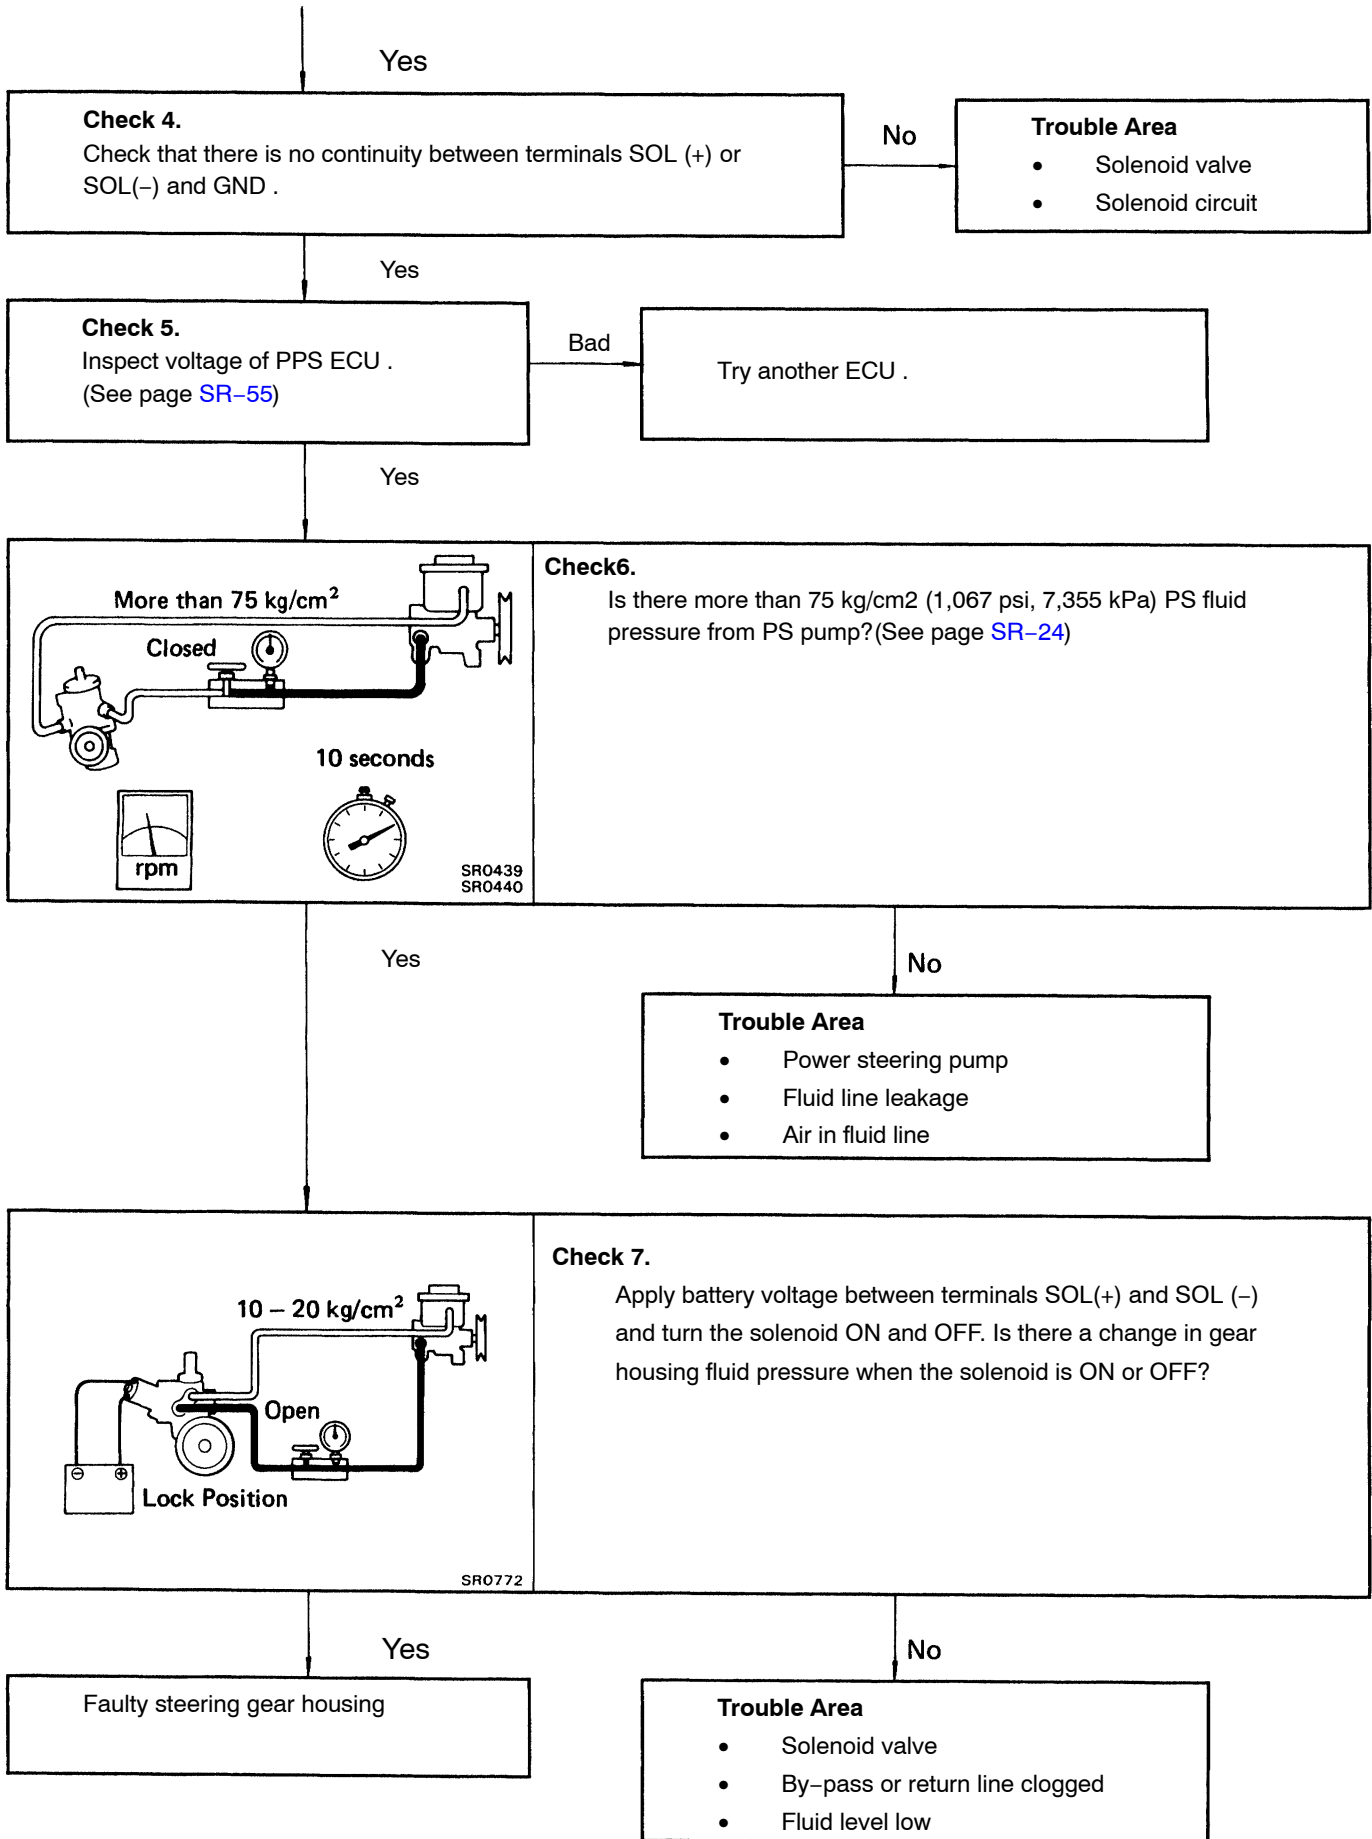 Yes
Check 4.
Check that there is no continuity between terminals SOL (+) or
SOL(−) and GND .
No
Trouble Area
• Solenoid valve
• Solenoid circuit
Yes
Check 5.
Inspect voltage of PPS ECU .
(See page SR−55)
Bad
Try another ECU .
Yes
More than 75 kg/cm²
Closed
10 seconds
rpm
SR0439
SR0440
Check6.
Is there more than 75 kg/cm2 (1,067 psi, 7,355 kPa) PS fluid
pressure from PS pump?(See page SR−24)
Yes
No
Trouble Area
• Power steering pump
• Fluid line leakage
• Air in fluid line
10 – 20 kg/cm²
Open
⊖ ⊕
Lock Position
SR0772
Check 7.
Apply battery voltage between terminals SOL(+) and SOL (−)
and turn the solenoid ON and OFF. Is there a change in gear
housing fluid pressure when the solenoid is ON or OFF?
Yes
Faulty steering gear housing
No
Trouble Area
• Solenoid valve
• By−pass or return line clogged
• Fluid level low